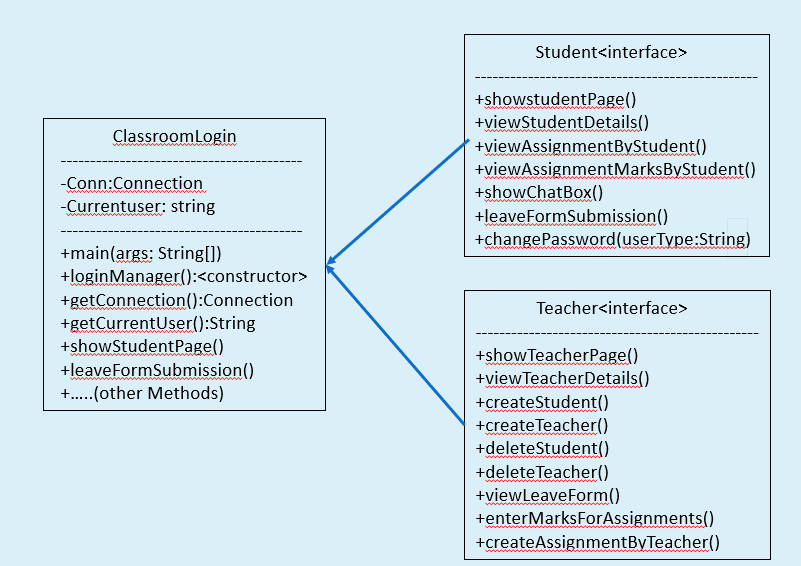 ClassroomLogin
-----------------------------------------
-Conn:Connection
-Currentuser: string
-----------------------------------------
+main(args: String[])
+loginManager():<constructor>
+getConnection():Connection
+getCurrentUser():String
+showStudentPage()
+leaveFormSubmission()
+…..(other Methods)
Student<interface>
------------------------------------------------
+showstudentPage()
+viewStudentDetails()
+viewAssignmentByStudent()
+viewAssignmentMarksByStudent()
+showChatBox()
+leaveFormSubmission()
+changePassword(userType:String)
Teacher<interface>
------------------------------------------------
+showTeacherPage()
+viewTeacherDetails()
+createStudent()
+createTeacher()
+deleteStudent()
+deleteTeacher()
+viewLeaveForm()
+enterMarksForAssignments()
+createAssignmentByTeacher()